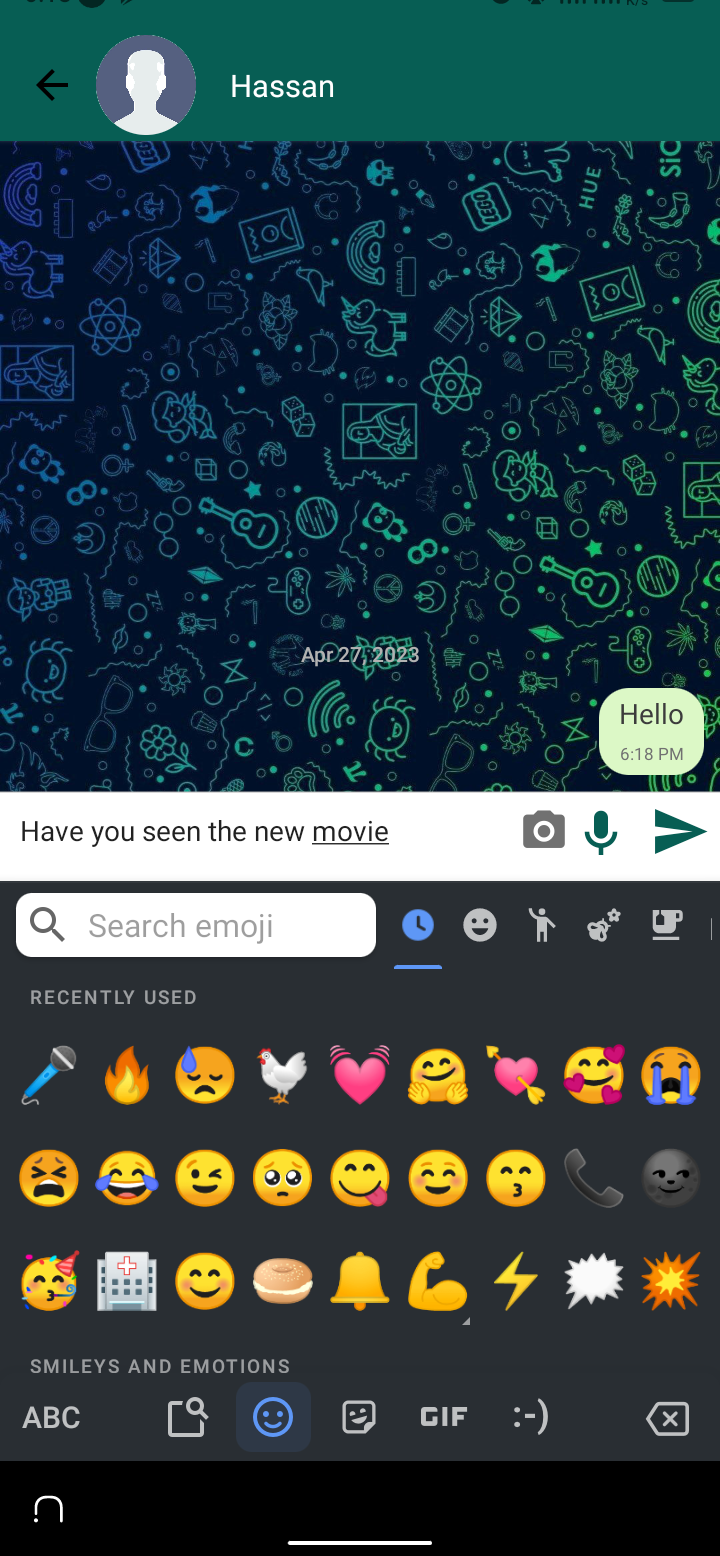 K/s
Hassan
HUE
Apr 27, 2023
Hello
6:18 PM
Have you seen the new movie
Search emoji
RECENTLY USED
SMILEYS AND EMOTIONS
ABC
GIF
:-)